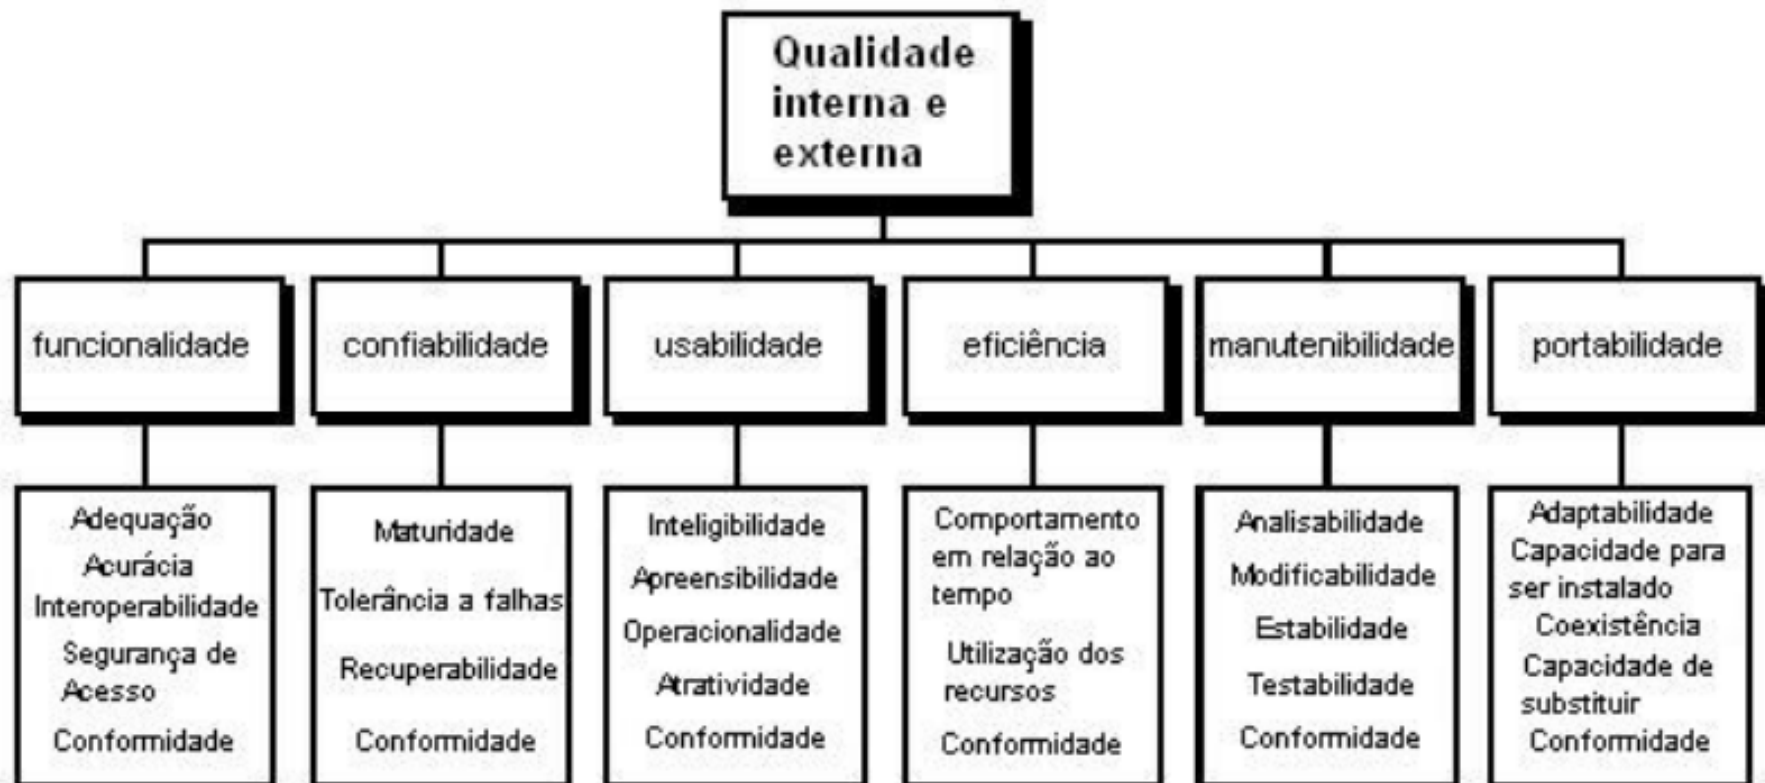 Qualidade
interna e
externa
funcionalidade
confiabilidade
usabilidade
eficiência
manutenibilidade
portabilidade
Adequação
Acurácia
Interoperabilidade
Segurança de
Acesso
Conformidade
Maturidade
Tolerância a falhas
Recuperabilidade
Conformidade
Inteligibilidade
Apreensibilidade
Operacionalidade
Atratividade
Conformidade
Comportamento
em relação ao
tempo
Utilização dos
recursos
Conformidade
Analisabilidade
Modificabilidade
Estabilidade
Testabilidade
Conformidade
Adaptabilidade
Capacidade para
ser instalado
Coexistência
Capacidade de
substituir
Conformidade